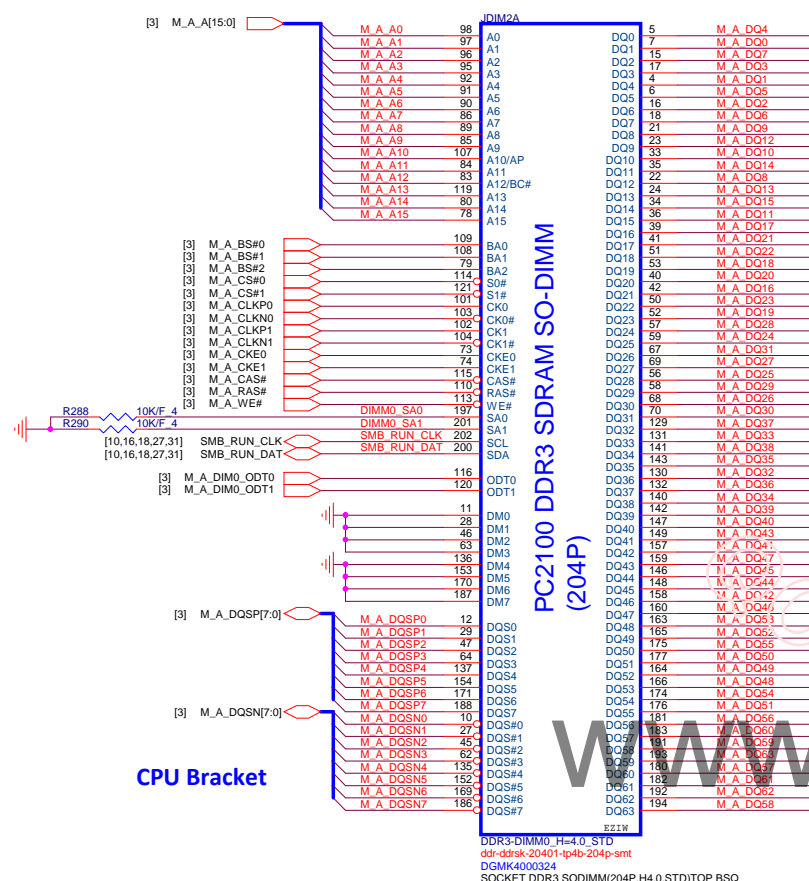 [3] M_A_A[15:0]
JDIM2A
M_A_A0 98 A0
M_A_A1 97 A1
M_A_A2 96 A2
M_A_A3 95 A3
M_A_A4 92 A4
M_A_A5 91 A5
M_A_A6 90 A6
M_A_A7 86 A7
M_A_A8 89 A8
M_A_A9 85 A9
M_A_A10 107 A10/AP
M_A_A11 84 A11
M_A_A12 83 A12/BC#
M_A_A13 119 A13
M_A_A14 80 A14
M_A_A15 78 A15
[3] M_A_BS#0 109 BA0
[3] M_A_BS#1 108 BA1
[3] M_A_BS#2 79 BA2
[3] M_A_CS#0 114 S0#
[3] M_A_CS#1 121 S1#
[3] M_A_CLKP0 101 CK0
[3] M_A_CLKN0 103 CK0#
[3] M_A_CLKP1 102 CK1
[3] M_A_CLKN1 104 CK1#
[3] M_A_CKE0 73 CKE0
[3] M_A_CKE1 74 CKE1
[3] M_A_CAS# 115 CAS#
[3] M_A_RAS# 110 RAS#
[3] M_A_WE# 113 WE#
R288 10K/F_4 DIMM0_SA0 197 SA0
R290 10K/F_4 DIMM0_SA1 201 SA1
[10,16,18,27,31] SMB_RUN_CLK SMB_RUN_CLK 202 SCL
[10,16,18,27,31] SMB_RUN_DAT SMB_RUN_DAT 200 SDA
[3] M_A_DIM0_ODT0 116 ODT0
[3] M_A_DIM0_ODT1 120 ODT1
11 DM0
28 DM1
46 DM2
63 DM3
136 DM4
153 DM5
170 DM6
187 DM7
[3] M_A_DQSP[7:0]
M_A_DQSP0 12 DQS0
M_A_DQSP1 29 DQS1
M_A_DQSP2 47 DQS2
M_A_DQSP3 64 DQS3
M_A_DQSP4 137 DQS4
M_A_DQSP5 154 DQS5
M_A_DQSP6 171 DQS6
M_A_DQSP7 188 DQS7
[3] M_A_DQSN[7:0]
M_A_DQSN0 10 DQS#0
M_A_DQSN1 27 DQS#1
M_A_DQSN2 45 DQS#2
M_A_DQSN3 62 DQS#3
M_A_DQSN4 135 DQS#4
M_A_DQSN5 152 DQS#5
M_A_DQSN6 169 DQS#6
M_A_DQSN7 186 DQS#7
CPU Bracket
PC2100 DDR3 SDRAM SO-DIMM
(204P)
DQ0 5 M_A_DQ4
DQ1 7 M_A_DQ0
DQ2 15 M_A_DQ7
DQ3 17 M_A_DQ3
DQ4 4 M_A_DQ1
DQ5 6 M_A_DQ5
DQ6 16 M_A_DQ2
DQ7 18 M_A_DQ6
DQ8 21 M_A_DQ9
DQ9 23 M_A_DQ12
DQ10 33 M_A_DQ10
DQ11 35 M_A_DQ14
DQ12 22 M_A_DQ8
DQ13 24 M_A_DQ13
DQ14 34 M_A_DQ15
DQ15 36 M_A_DQ11
DQ16 39 M_A_DQ17
DQ17 41 M_A_DQ21
DQ18 51 M_A_DQ22
DQ19 53 M_A_DQ18
DQ20 40 M_A_DQ20
DQ21 42 M_A_DQ16
DQ22 50 M_A_DQ23
DQ23 52 M_A_DQ19
DQ24 57 M_A_DQ28
DQ25 59 M_A_DQ24
DQ26 67 M_A_DQ31
DQ27 69 M_A_DQ27
DQ28 56 M_A_DQ25
DQ29 58 M_A_DQ29
DQ30 68 M_A_DQ26
DQ31 70 M_A_DQ30
DQ32 129 M_A_DQ37
DQ33 131 M_A_DQ33
DQ34 141 M_A_DQ38
DQ35 143 M_A_DQ35
DQ36 130 M_A_DQ32
DQ37 132 M_A_DQ36
DQ38 140 M_A_DQ34
DQ39 142 M_A_DQ39
DQ40 147 M_A_DQ40
DQ41 149 M_A_DQ43
DQ42 157 M_A_DQ41
DQ43 159 M_A_DQ47
DQ44 146 M_A_DQ45
DQ45 148 M_A_DQ44
DQ46 158 M_A_DQ42
DQ47 160 M_A_DQ46
DQ48 163 M_A_DQ53
DQ49 165 M_A_DQ52
DQ50 175 M_A_DQ55
DQ51 177 M_A_DQ50
DQ52 164 M_A_DQ49
DQ53 166 M_A_DQ48
DQ54 174 M_A_DQ54
DQ55 176 M_A_DQ51
DQ56 181 M_A_DQ56
DQ57 183 M_A_DQ60
DQ58 191 M_A_DQ59
DQ59 193 M_A_DQ63
DQ60 180 M_A_DQ57
DQ61 182 M_A_DQ61
DQ62 192 M_A_DQ62
DQ63 194 M_A_DQ58
www
EZIW
DDR3-DIMM0_H=4.0_STD
ddr-ddrsk-20401-tp4b-204p-smt
DGMK4000324
SOCKET DDR3 SODIMM(204P,H4.0,STD)TOP BSQ